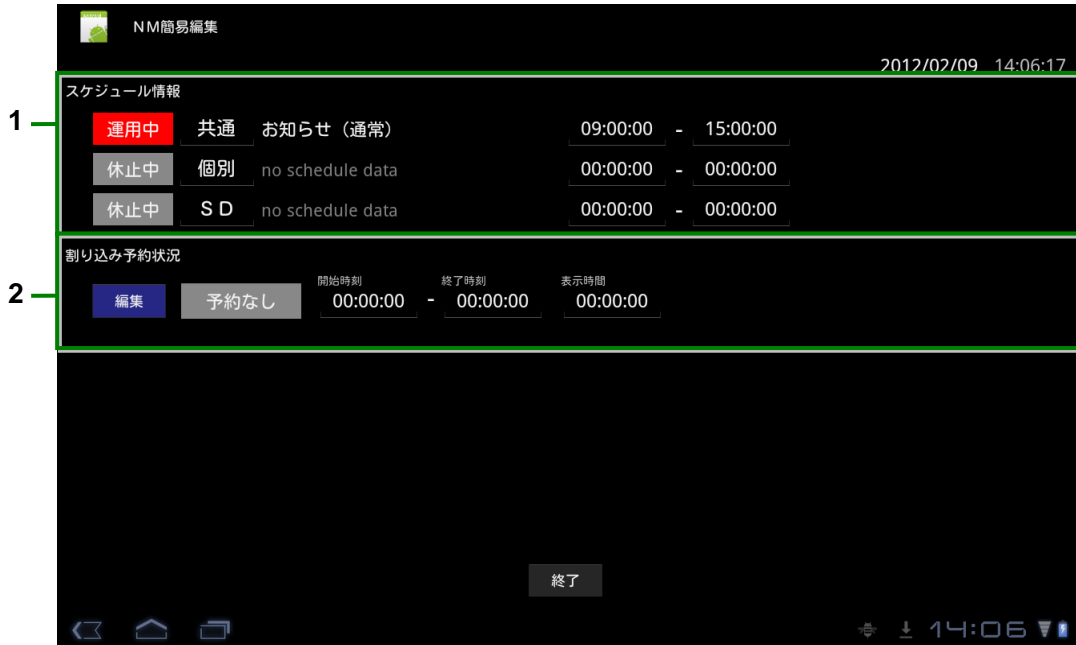 NM簡易編集
2012/02/09 14:06:17
1
スケジュール情報
運用中 共通 お知らせ（通常） 09:00:00 - 15:00:00
休止中 個別 no schedule data 00:00:00 - 00:00:00
休止中 SD no schedule data 00:00:00 - 00:00:00
2
割り込み予約状況
開始時刻 終了時刻 表示時間
編集 予約なし 00:00:00 - 00:00:00 00:00:00
終了
14:06